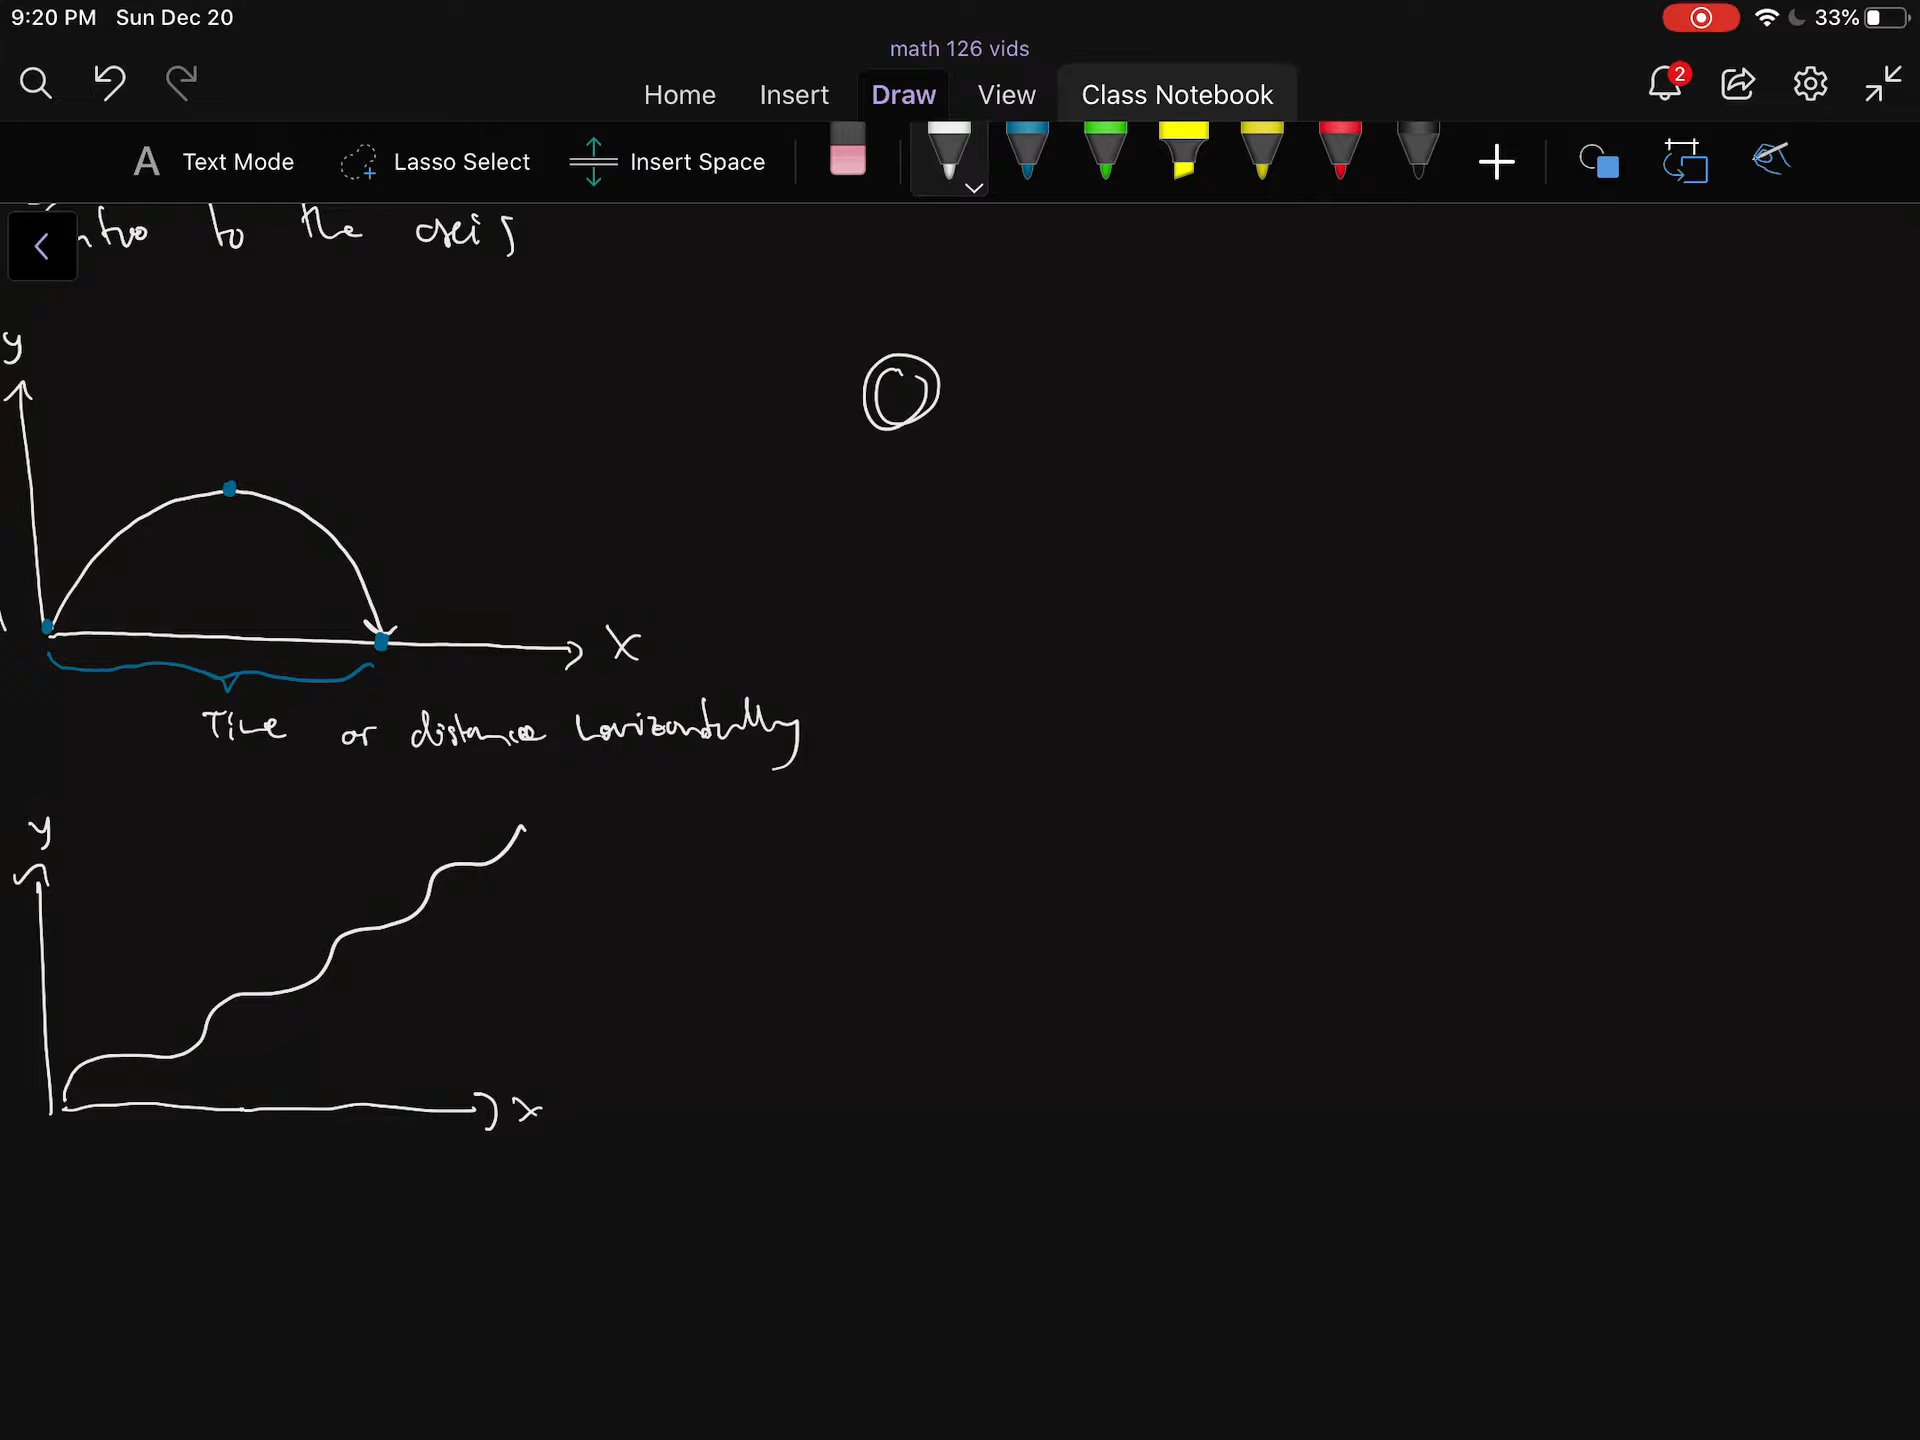 9:20 PM Sun Dec 20 33%
math 126 vids
Home Insert Draw View Class Notebook 2
A Text Mode Lasso Select Insert Space
to the
y
X
Time or distance horizontally
y
x